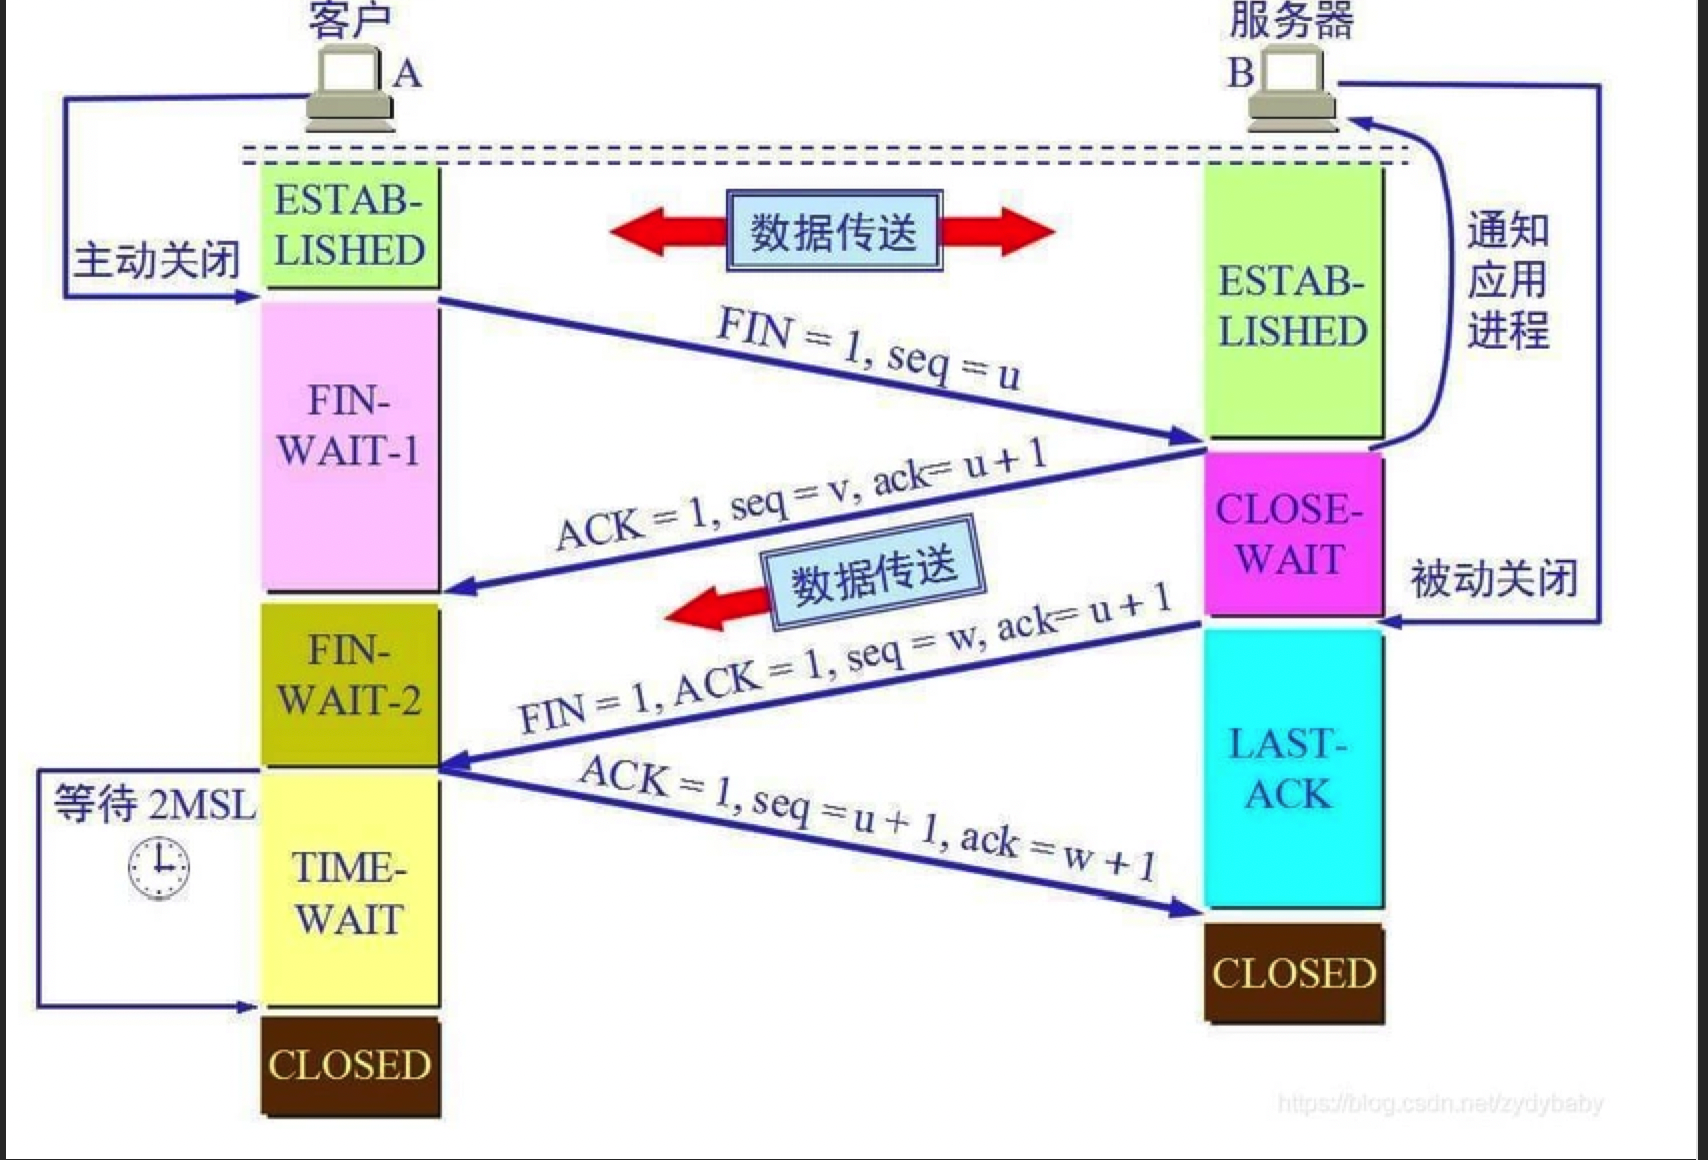 客户
服务器
A
B
ESTAB-
LISHED
数据传送
主动关闭
通知
应用
进程
ESTAB-
LISHED
FIN = 1, seq = u
FIN-
WAIT-1
ACK = 1, seq = v, ack= u + 1
CLOSE-
WAIT
数据传送
被动关闭
FIN = 1, ACK = 1, seq = w, ack= u + 1
FIN-
WAIT-2
LAST-
ACK
ACK = 1, seq = u + 1, ack = w + 1
等待 2MSL
TIME-
WAIT
CLOSED
CLOSED
https://blog.csdn.net/zydybaby